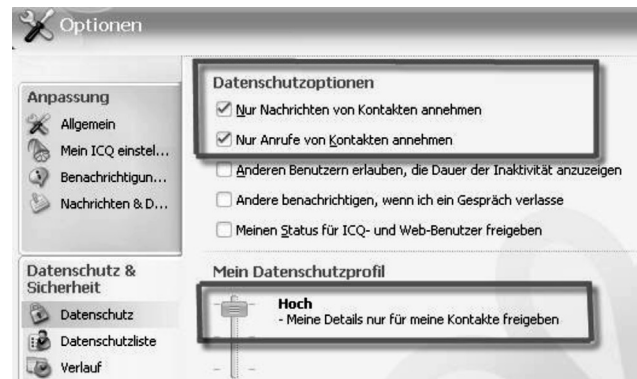 Optionen
Anpassung
Allgemein
Mein ICQ einstel...
Benachrichtigun...
Nachrichten & D...
Datenschutz &
Sicherheit
Datenschutz
Datenschutzliste
Verlauf
Datenschutzoptionen
Nur Nachrichten von Kontakten annehmen
Nur Anrufe von Kontakten annehmen
Anderen Benutzern erlauben, die Dauer der Inaktivität anzuzeigen
Andere benachrichtigen, wenn ich ein Gespräch verlasse
Meinen Status für ICQ- und Web-Benutzer freigeben
Mein Datenschutzprofil
Hoch
- Meine Details nur für meine Kontakte freigeben